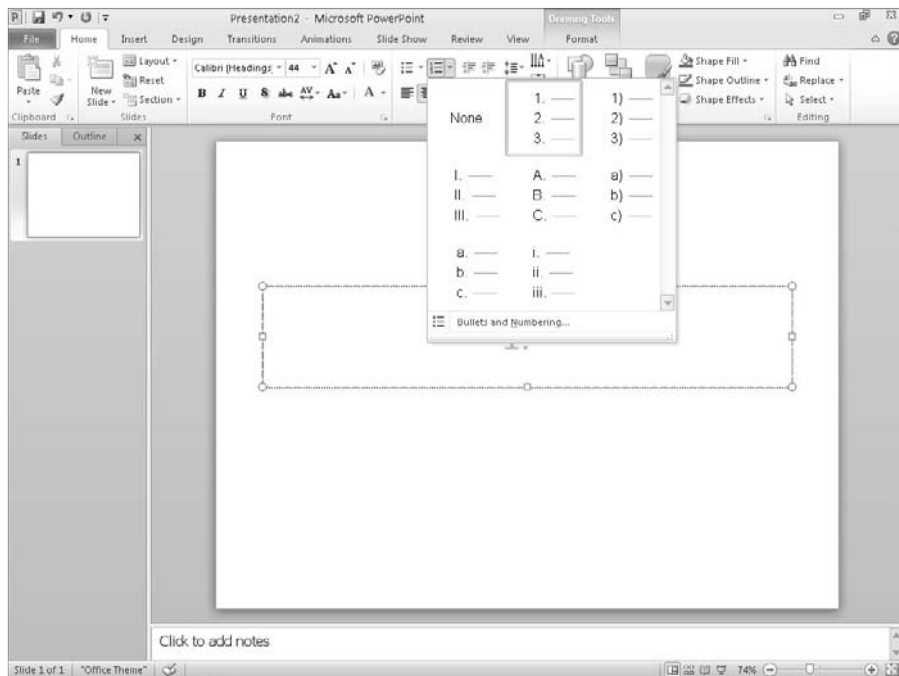 Presentation2 - Microsoft PowerPoint
Drawing Tools
File Home Insert Design Transitions Animations Slide Show Review View Format
Paste
Clipboard
New Slide
Layout
Reset
Section
Slides
Calibri (Headings) 44 A A
B I U S abc AV Aa A
Font
Shape Fill
Shape Outline
Shape Effects
Find
Replace
Select
Editing
Slides Outline
1
None
1.
2.
3.
1)
2)
3)
I.
II.
III.
A.
B.
C.
a)
b)
c)
a.
b.
c.
i.
ii.
iii.
Bullets and Numbering...
Click to add notes
Slide 1 of 1 "Office Theme" 74%